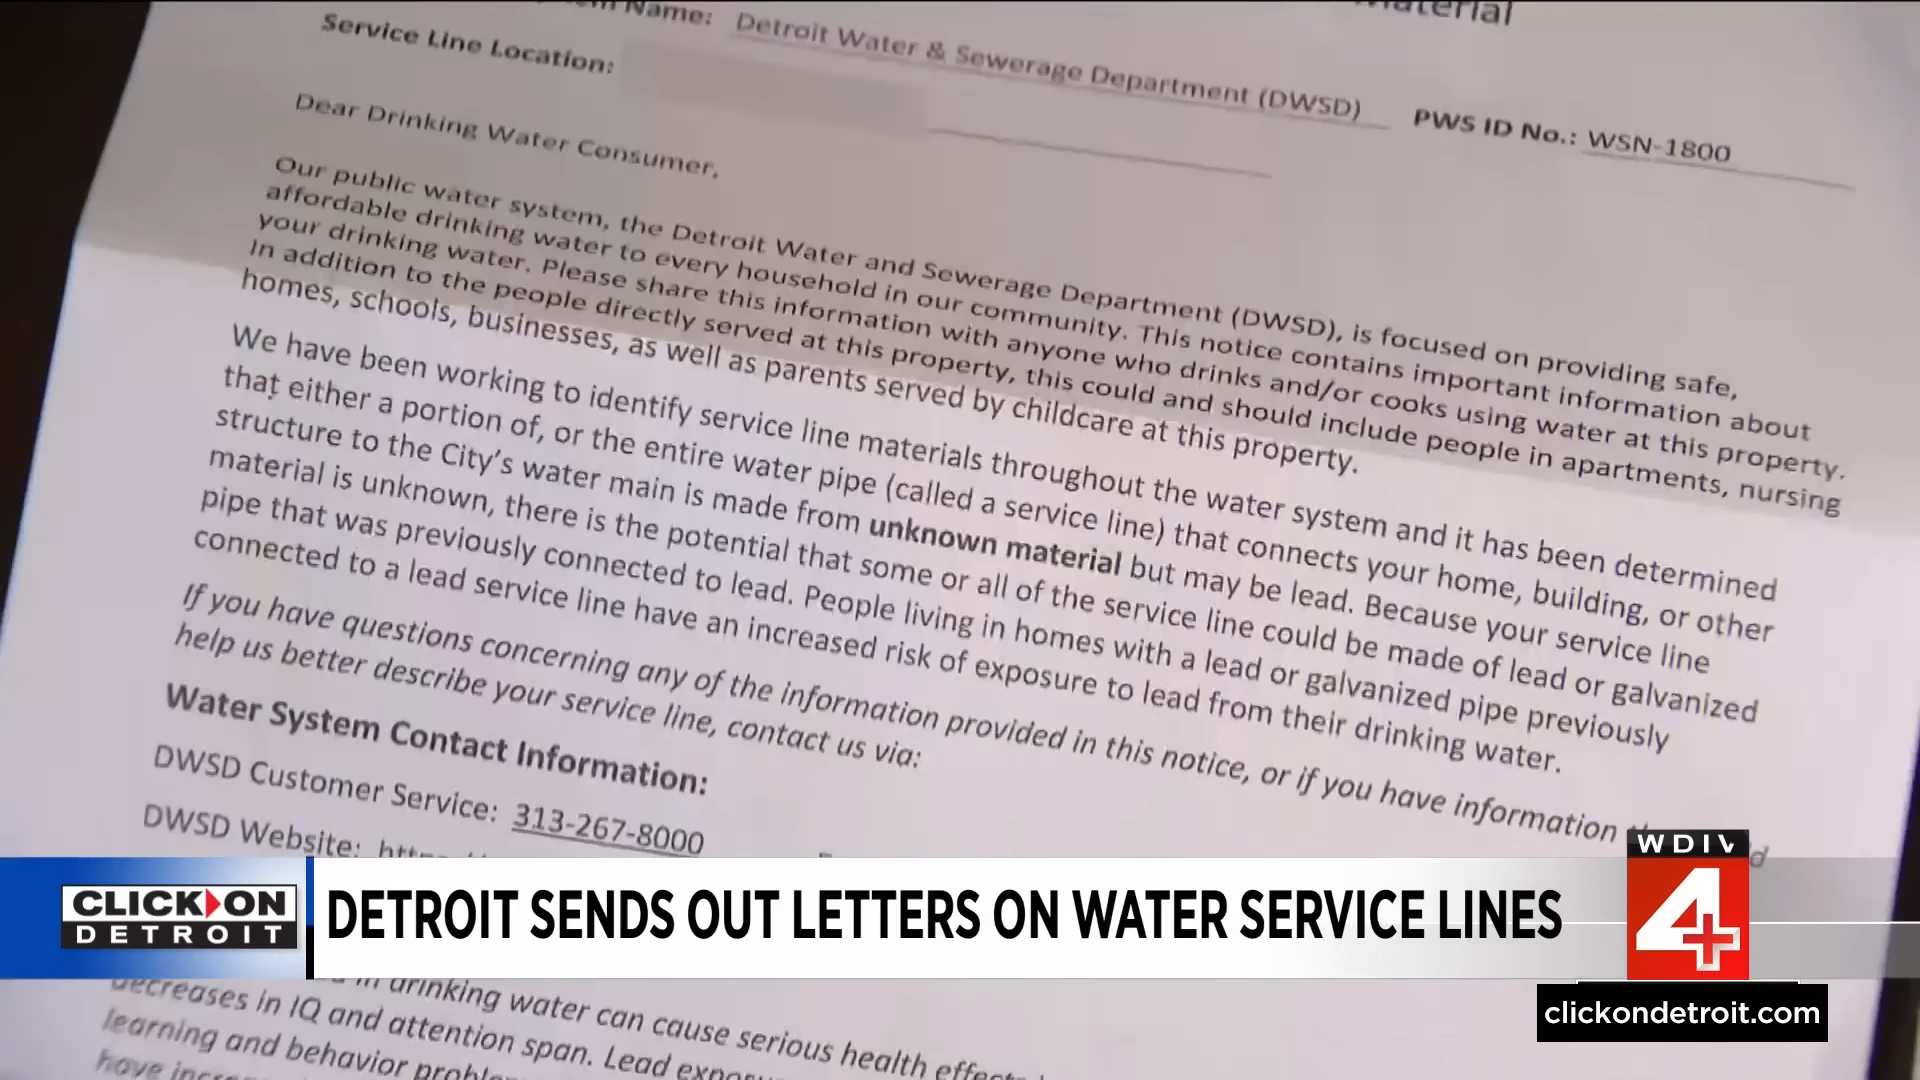 Material
Name: Detroit Water & Sewerage Department (DWSD) PWS ID No.: WSN-1800
Service Line Location:
Dear Drinking Water Consumer,
Our public water system, the Detroit Water and Sewerage Department (DWSD), is focused on providing safe,
affordable drinking water to every household in our community. This notice contains important information about
your drinking water. Please share this information with anyone who drinks and/or cooks using water at this property.
In addition to the people directly served at this property, this could and should include people in apartments, nursing
homes, schools, businesses, as well as parents served by childcare at this property.
We have been working to identify service line materials throughout the water system and it has been determined
that either a portion of, or the entire water pipe (called a service line) that connects your home, building, or other
structure to the City's water main is made from unknown material but may be lead. Because your service line
material is unknown, there is the potential that some or all of the service line could be made of lead or galvanized
pipe that was previously connected to lead. People living in homes with a lead or galvanized pipe previously
connected to a lead service line have an increased risk of exposure to lead from their drinking water.
If you have questions concerning any of the information provided in this notice, or if you have information
help us better describe your service line, contact us via:
Water System Contact Information:
DWSD Customer Service: 313-267-8000
DWSD Website:
WDIV
4
CLICK ON
DETROIT
DETROIT SENDS OUT LETTERS ON WATER SERVICE LINES
clickondetroit.com
in drinking water can cause serious health effects
decreases in IQ and attention span. Lead
learning and behavior
have